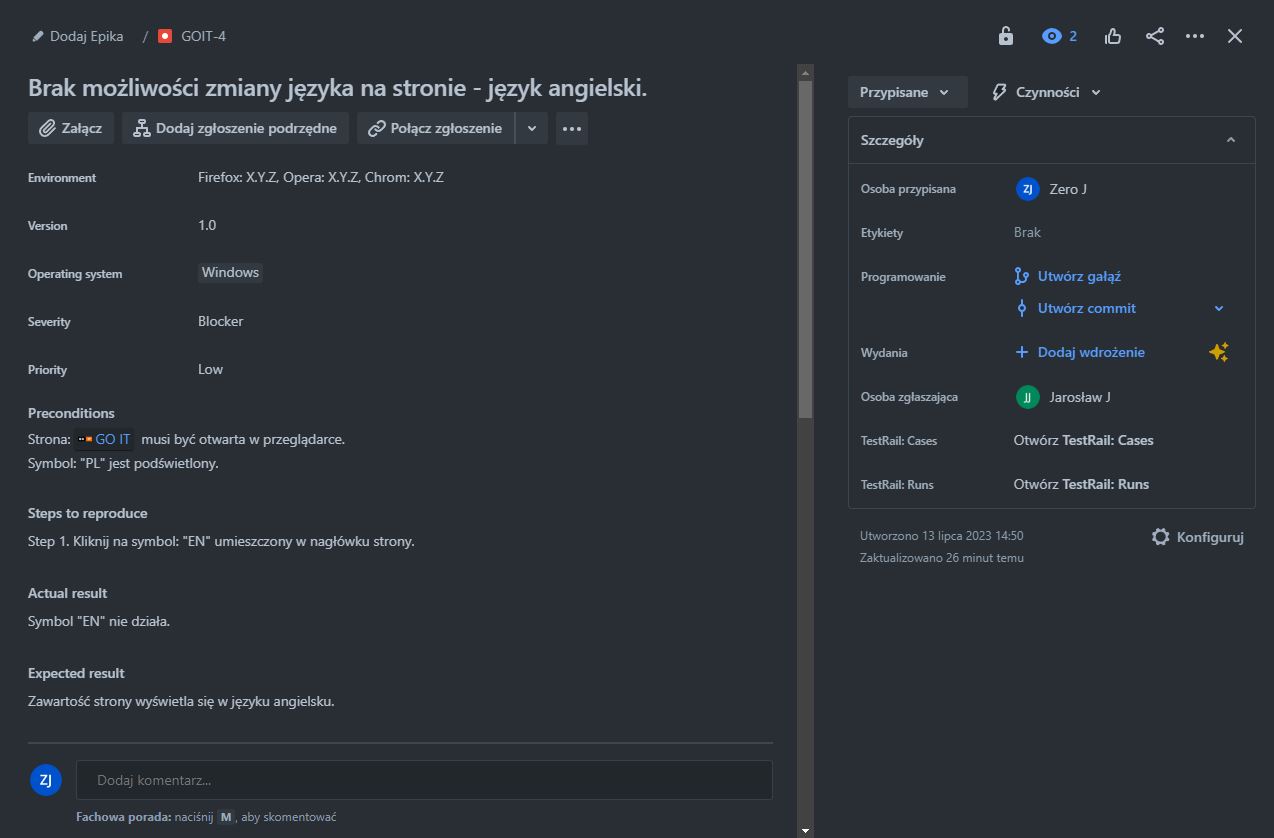 Dodaj Epika / GOIT-4
2
Brak możliwości zmiany języka na stronie - język angielski.
Załącz Dodaj zgłoszenie podrzędne Połącz zgłoszenie
Environment Firefox: X.Y.Z, Opera: X.Y.Z, Chrom: X.Y.Z
Version 1.0
Operating system Windows
Severity Blocker
Priority Low
Preconditions
Strona: GO IT musi być otwarta w przeglądarce.
Symbol: "PL" jest podświetlony.
Steps to reproduce
Step 1. Kliknij na symbol: "EN" umieszczony w nagłówku strony.
Actual result
Symbol "EN" nie działa.
Expected result
Zawartość strony wyświetla się w języku angielsku.
ZJ Dodaj komentarz...
Fachowa porada: naciśnij M, aby skomentować
Przypisane Czynności
Szczegóły
Osoba przypisana ZJ Zero J
Etykiety Brak
Programowanie Utwórz gałąź
Utwórz commit
Wydania Dodaj wdrożenie
Osoba zgłaszająca JJ Jarosław J
TestRail: Cases Otwórz TestRail: Cases
TestRail: Runs Otwórz TestRail: Runs
Utworzono 13 lipca 2023 14:50 Konfiguruj
Zaktualizowano 26 minut temu